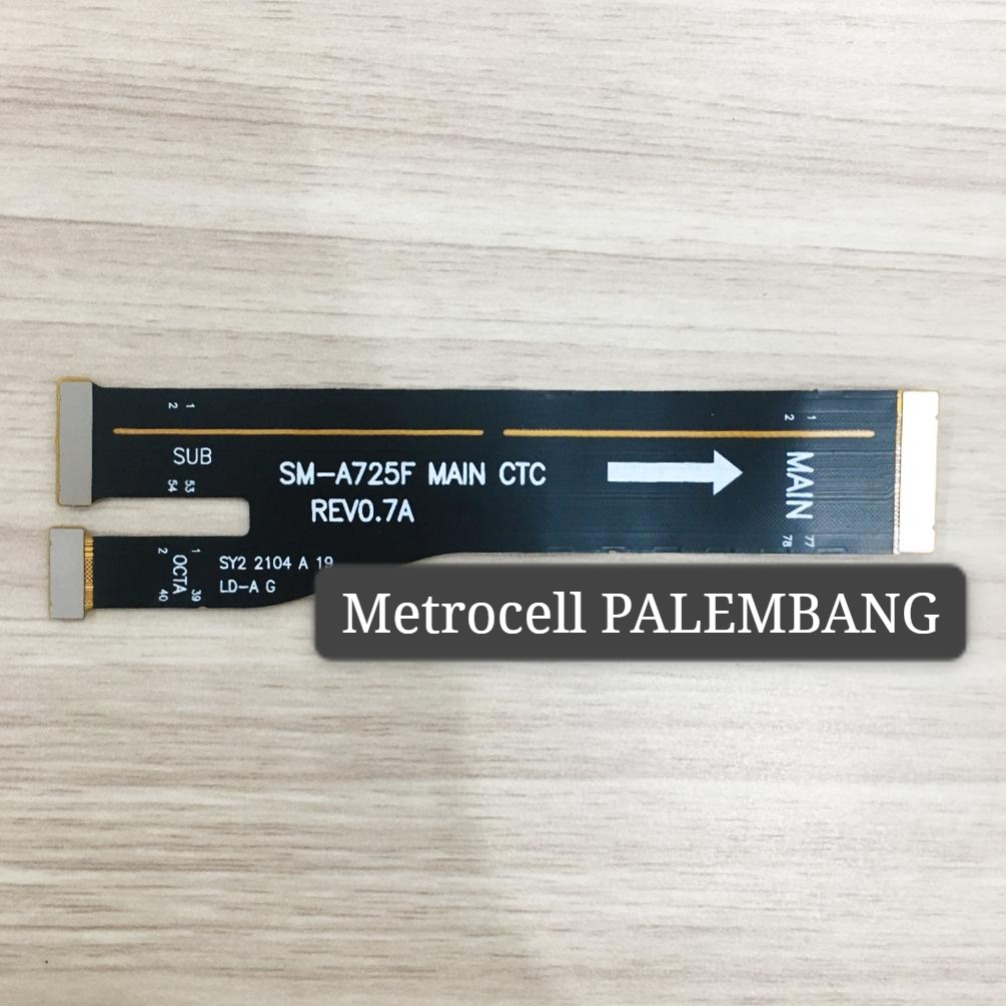 2 1
SUB
54 53
SM-A725F MAIN CTC
REV0.7A
2 1
MAIN
78 77
2 1
OCTA
40 39
SY2 2104 A 19
LD-A G
Metrocell PALEMBANG